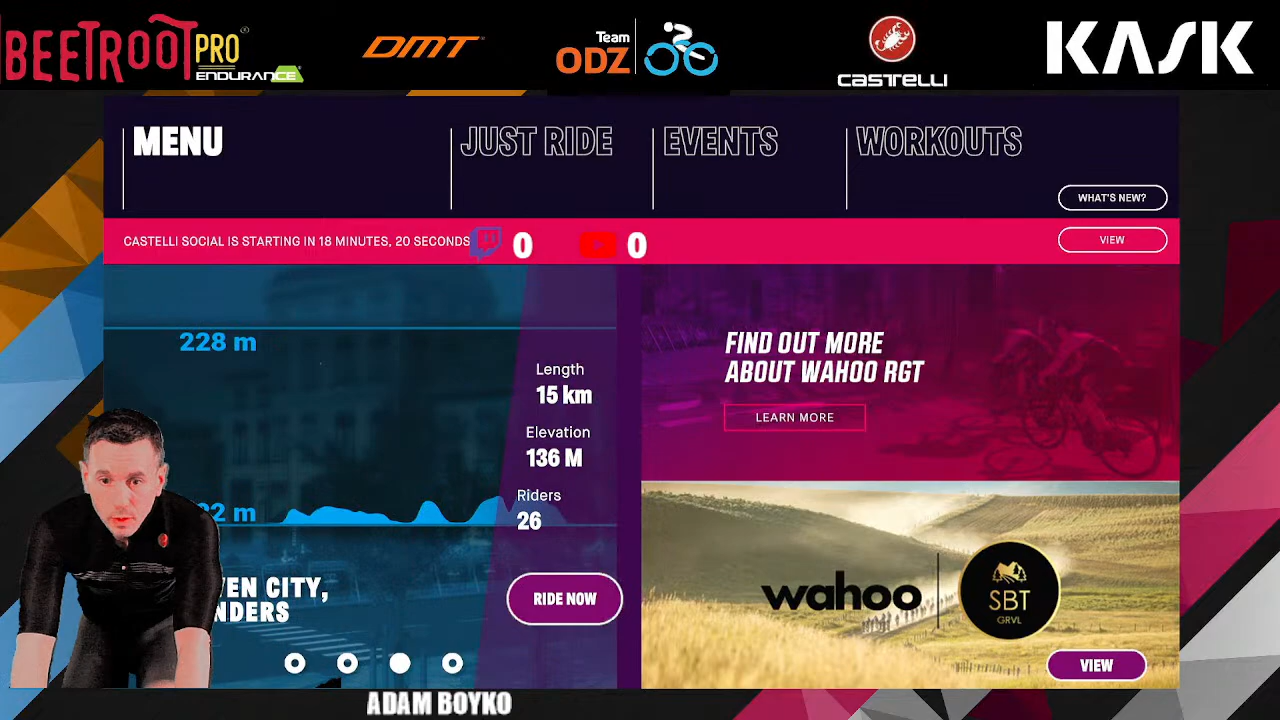 BEETROOT PRO
ENDURANCE
DMT
Team
ODZ
CASTELLI
KASK
MENU
JUST RIDE
EVENTS
WORKOUTS
WHAT'S NEW?
CASTELLI SOCIAL IS STARTING IN 18 MINUTES, 20 SECONDS
0
0
VIEW
228 m
Length
15 km
Elevation
136 M
Riders
26
2 m
VEN CITY,
NDERS
RIDE NOW
FIND OUT MORE
ABOUT WAHOO RGT
LEARN MORE
wahoo
SBT
GRVL
VIEW
ADAM BOYKO